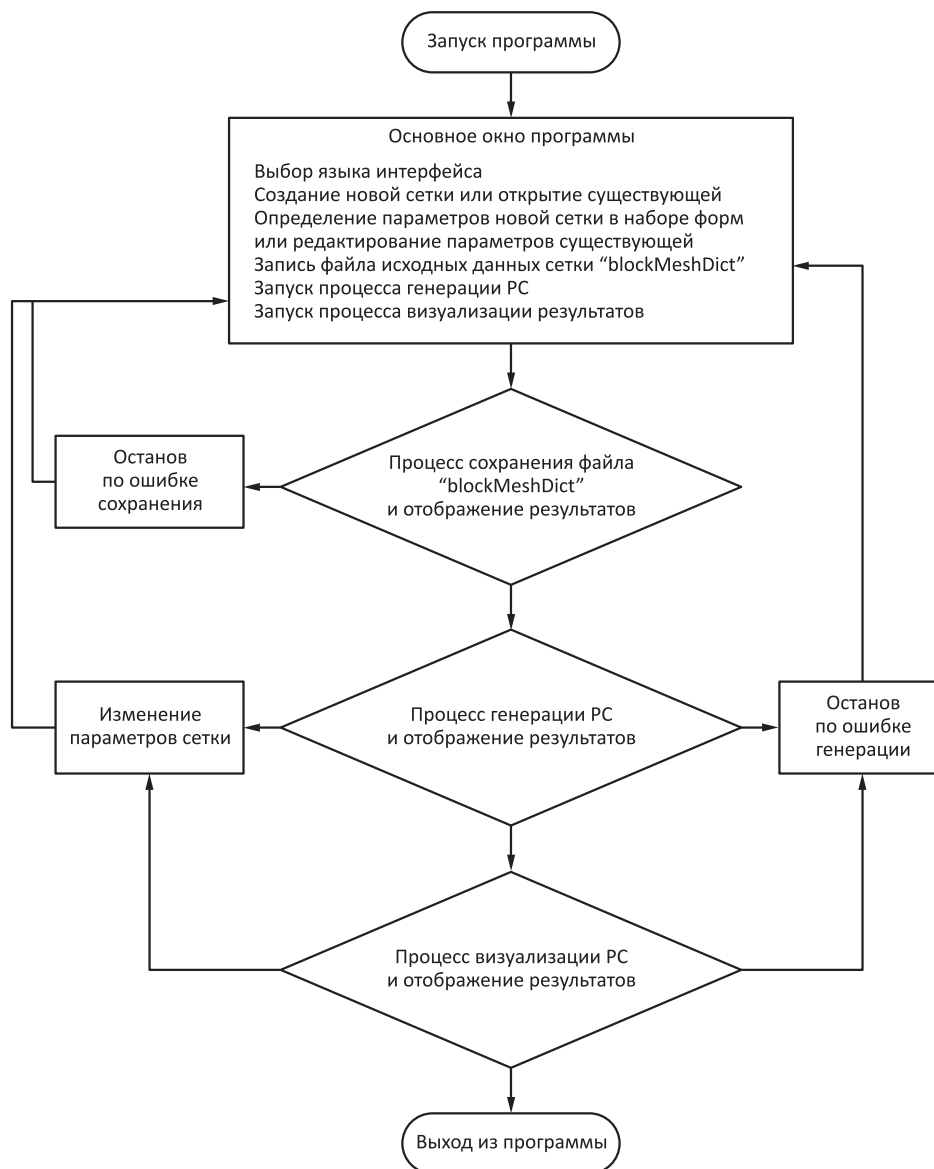 Запуск программы
Основное окно программы
Выбор языка интерфейса
Создание новой сетки или открытие существующей
Определение параметров новой сетки в наборе форм
или редактирование параметров существующей
Запись файла исходных данных сетки “blockMeshDict”
Запуск процесса генерации РС
Запуск процесса визуализации результатов
Останов
по ошибке
сохранения
Процесс сохранения файла
“blockMeshDict”
и отображение результатов
Изменение
параметров сетки
Процесс генерации РС
и отображение результатов
Останов
по ошибке
генерации
Процесс визуализации РС
и отображение результатов
Выход из программы